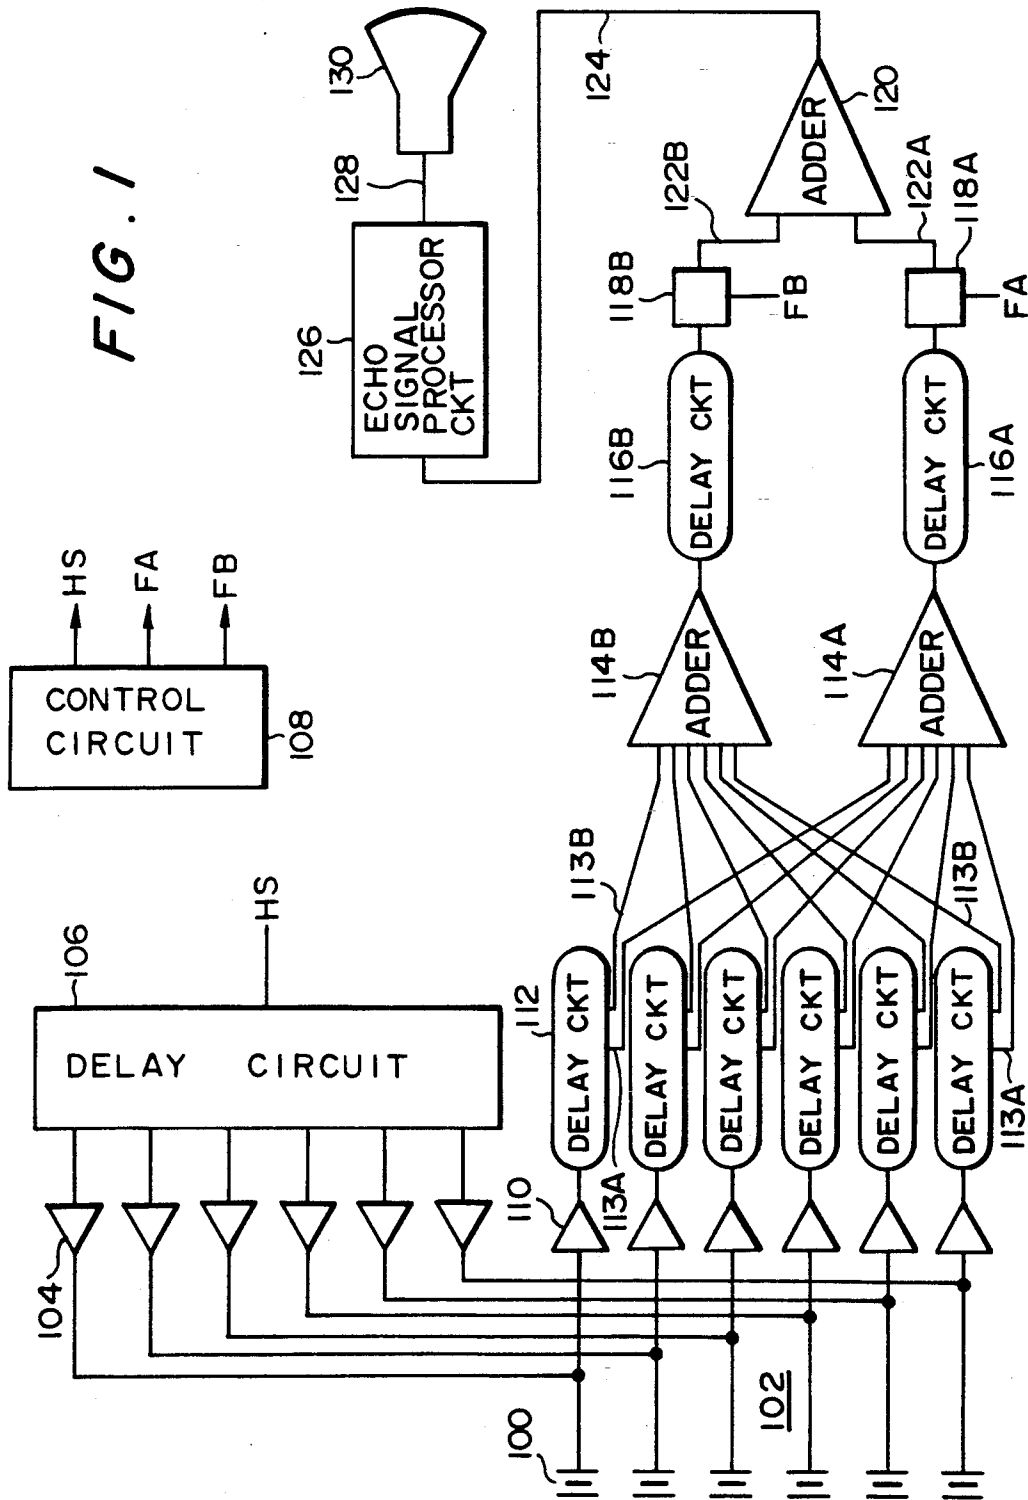 FIG. 1
130
128
126
ECHO
SIGNAL
PROCESSOR
CKT
124
120
ADDER
122B
122A
118B
118A
FB
FA
116B
DELAY CKT
116A
DELAY CKT
HS
FA
FB
CONTROL
CIRCUIT
108
114B
ADDER
114A
ADDER
113B
113B
HS
106
DELAY CIRCUIT
112
DELAY CKT
DELAY CKT
DELAY CKT
DELAY CKT
DELAY CKT
DELAY CKT
113A
113A
110
104
102
100